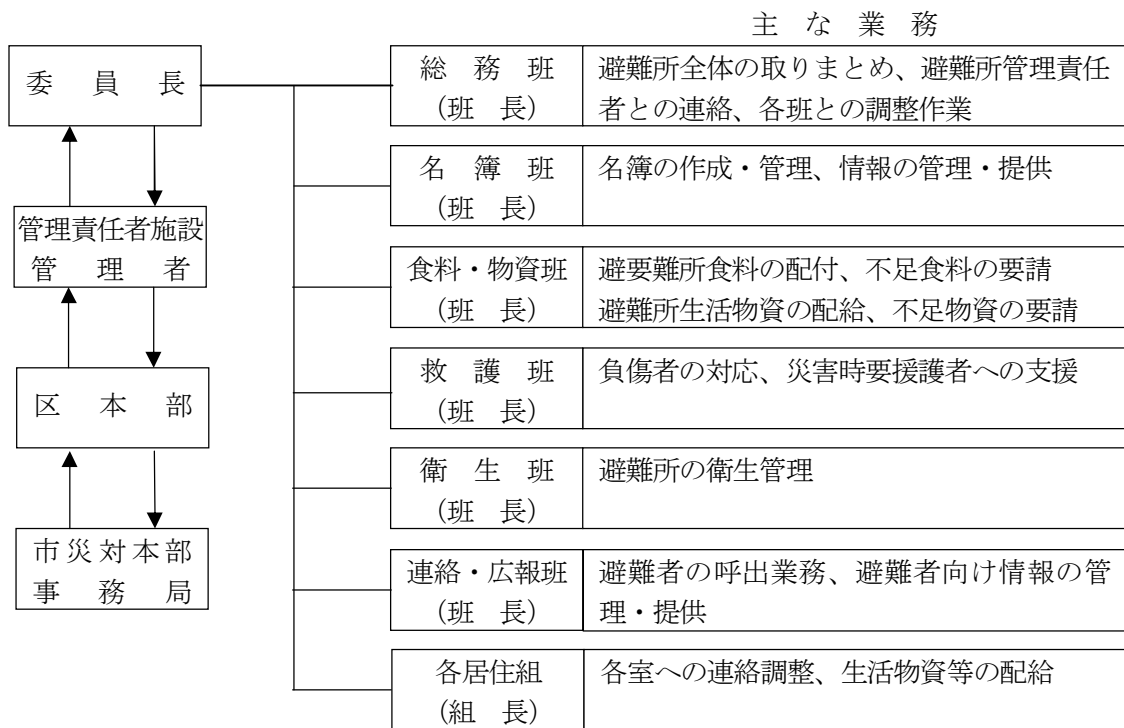 主な業務
委員長
管理責任者施設
管理者
区本部
市災対本部
事務局
総務班
(班長)
避難所全体の取りまとめ、避難所管理責任
者との連絡、各班との調整作業
名簿班
(班長)
名簿の作成・管理、情報の管理・提供
食料・物資班
(班長)
避要難所食料の配付、不足食料の要請
避難所生活物資の配給、不足物資の要請
救護班
(班長)
負傷者の対応、災害時要援護者への支援
衛生班
(班長)
避難所の衛生管理
連絡・広報班
(班長)
避難者の呼出業務、避難者向け情報の管
理・提供
各居住組
(組長)
各室への連絡調整、生活物資等の配給